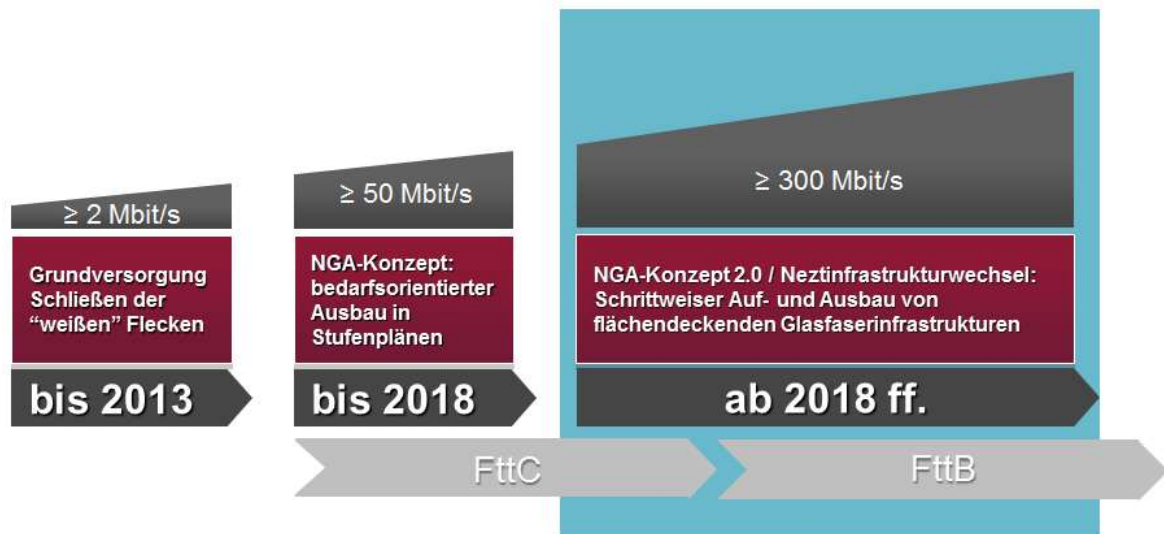 ≥ 2 Mbit/s
Grundversorgung
Schließen der
“weißen” Flecken
bis 2013
≥ 50 Mbit/s
NGA-Konzept:
bedarfsorientierter
Ausbau in
Stufenplänen
bis 2018
≥ 300 Mbit/s
NGA-Konzept 2.0 / Neztinfrastrukturwechsel:
Schrittweiser Auf- und Ausbau von
flächendeckenden Glasfaserinfrastrukturen
ab 2018 ff.
FttC
FttB